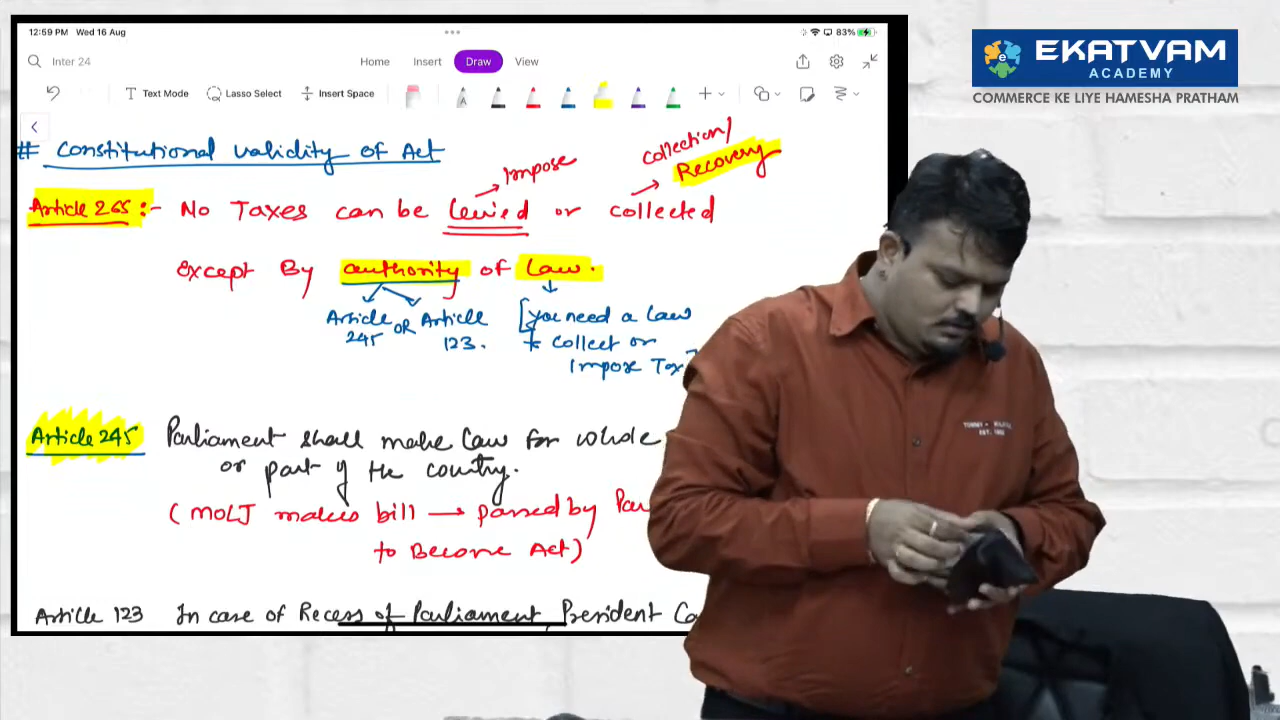 12:59 PM Wed 16 Aug
83%
Inter 24
Home Insert Draw View
Text Mode Lasso Select Insert Space
EKATVAM
ACADEMY
COMMERCE KE LIYE HAMESHA PRATHAM
# Constitutional validity of Act
Impose
Collection/
Recovery
Article 265:- No Taxes can be levied or collected
Except By authority of Law.
Article 245 OR Article 123.
[you need a Law
to collect or
Impose Tax]
Article 245 Parliament shall make Law for whole
or part of the country.
(MOLJ makes bill → passed by
to Become Act)
Article 123 In case of Recess of Parliament, President
TOMMY HILFIGER